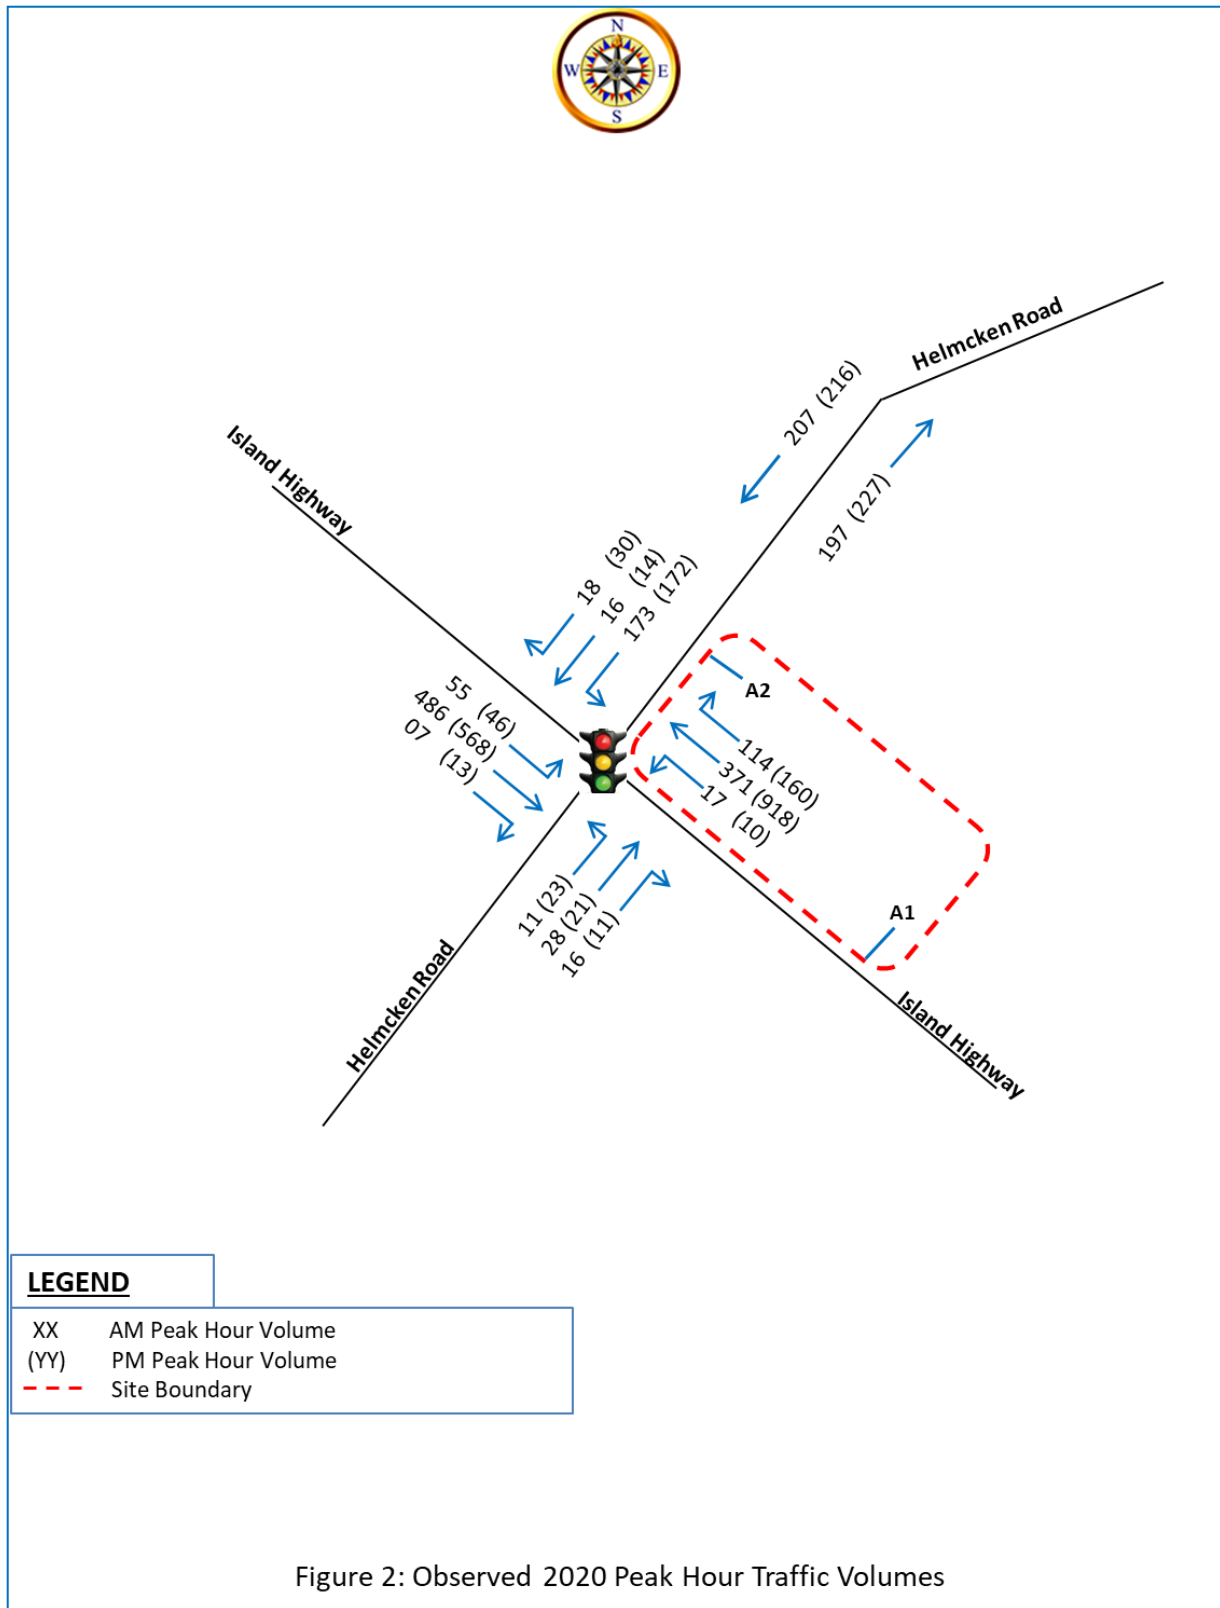 N
W E
S
Helmcken Road
207 (216)
197 (227)
Island Highway
18 (30)
16 (14)
173 (172)
55 (46)
486 (568)
07 (13)
A2
114 (160)
371 (918)
17 (10)
11 (23)
28 (21)
16 (11)
A1
Helmcken Road
Island Highway
LEGEND
XX AM Peak Hour Volume
(YY) PM Peak Hour Volume
Site Boundary
Figure 2: Observed 2020 Peak Hour Traffic Volumes